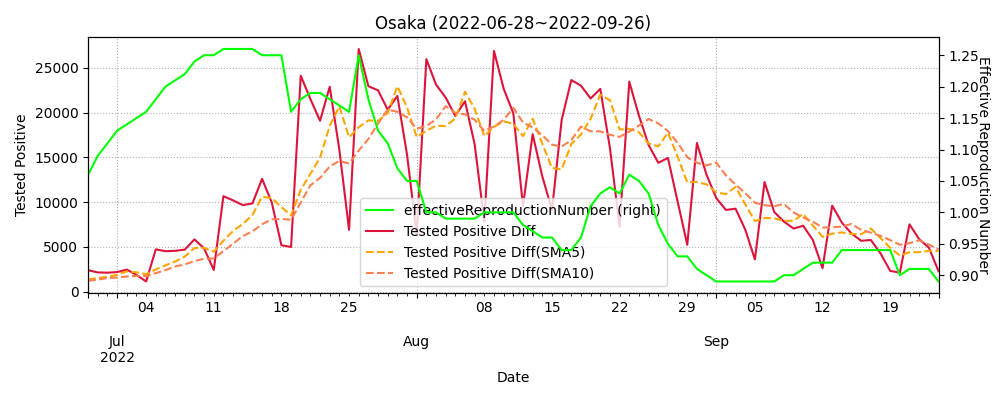 Osaka (2022-06-28~2022-09-26)
Tested Positive
25000
20000
15000
10000
5000
0
effectiveReproductionNumber (right)
Tested Positive Diff
Tested Positive Diff(SMA5)
Tested Positive Diff(SMA10)
1.25
1.20
1.15
1.10
1.05
1.00
0.95
0.90
Effective Reproduction Number
04 11 18 25 08 15 22 29 05 12 19
Jul Aug Sep
2022
Date